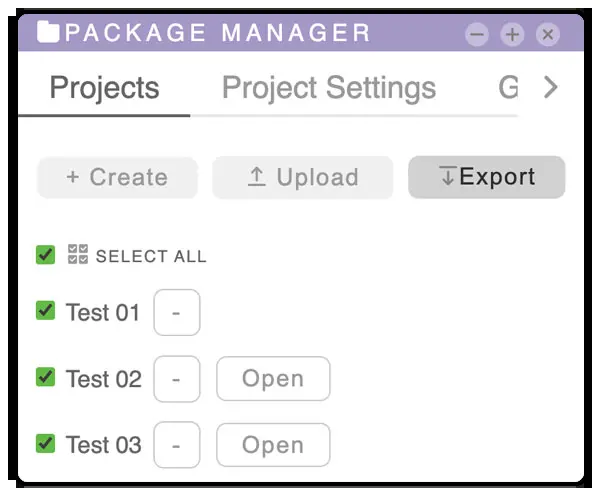 PACKAGE MANAGER
Projects Project Settings G
+ Create Upload Export
SELECT ALL
Test 01 -
Test 02 - Open
Test 03 - Open